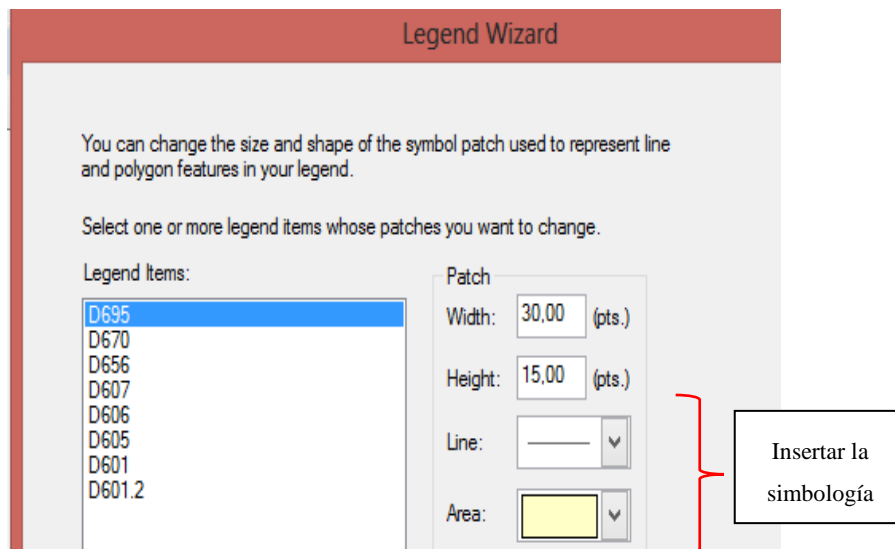 Legend Wizard
You can change the size and shape of the symbol patch used to represent line
and polygon features in your legend.
Select one or more legend items whose patches you want to change.
Legend Items:
D695
D670
D656
D607
D606
D605
D601
D601.2
Patch
Width: 30,00 (pts.)
Height: 15,00 (pts.)
Line:
Area:
Insertar la
simbología